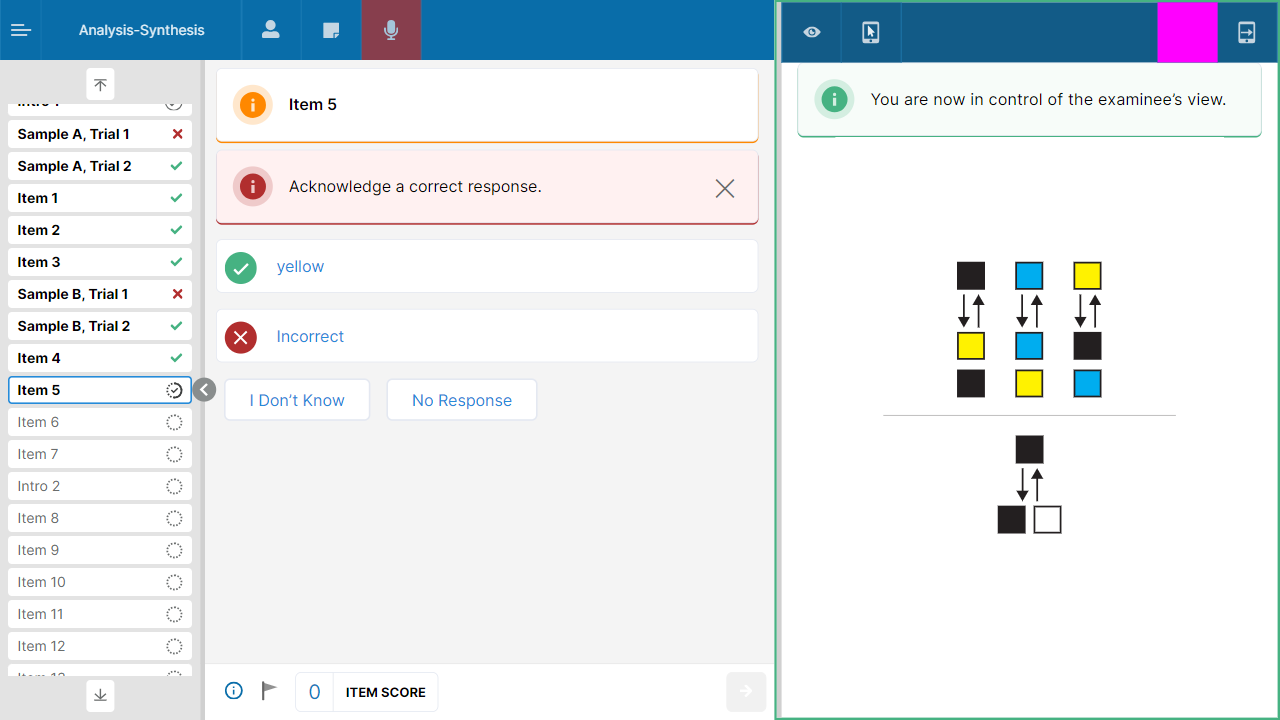 Analysis-Synthesis
Sample A, Trial 1
Sample A, Trial 2
Item 1
Item 2
Item 3
Sample B, Trial 1
Sample B, Trial 2
Item 4
Item 5
Item 6
Item 7
Intro 2
Item 8
Item 9
Item 10
Item 11
Item 12
Item 5
Acknowledge a correct response.
yellow
Incorrect
I Don’t Know
No Response
0
ITEM SCORE
You are now in control of the examinee’s view.